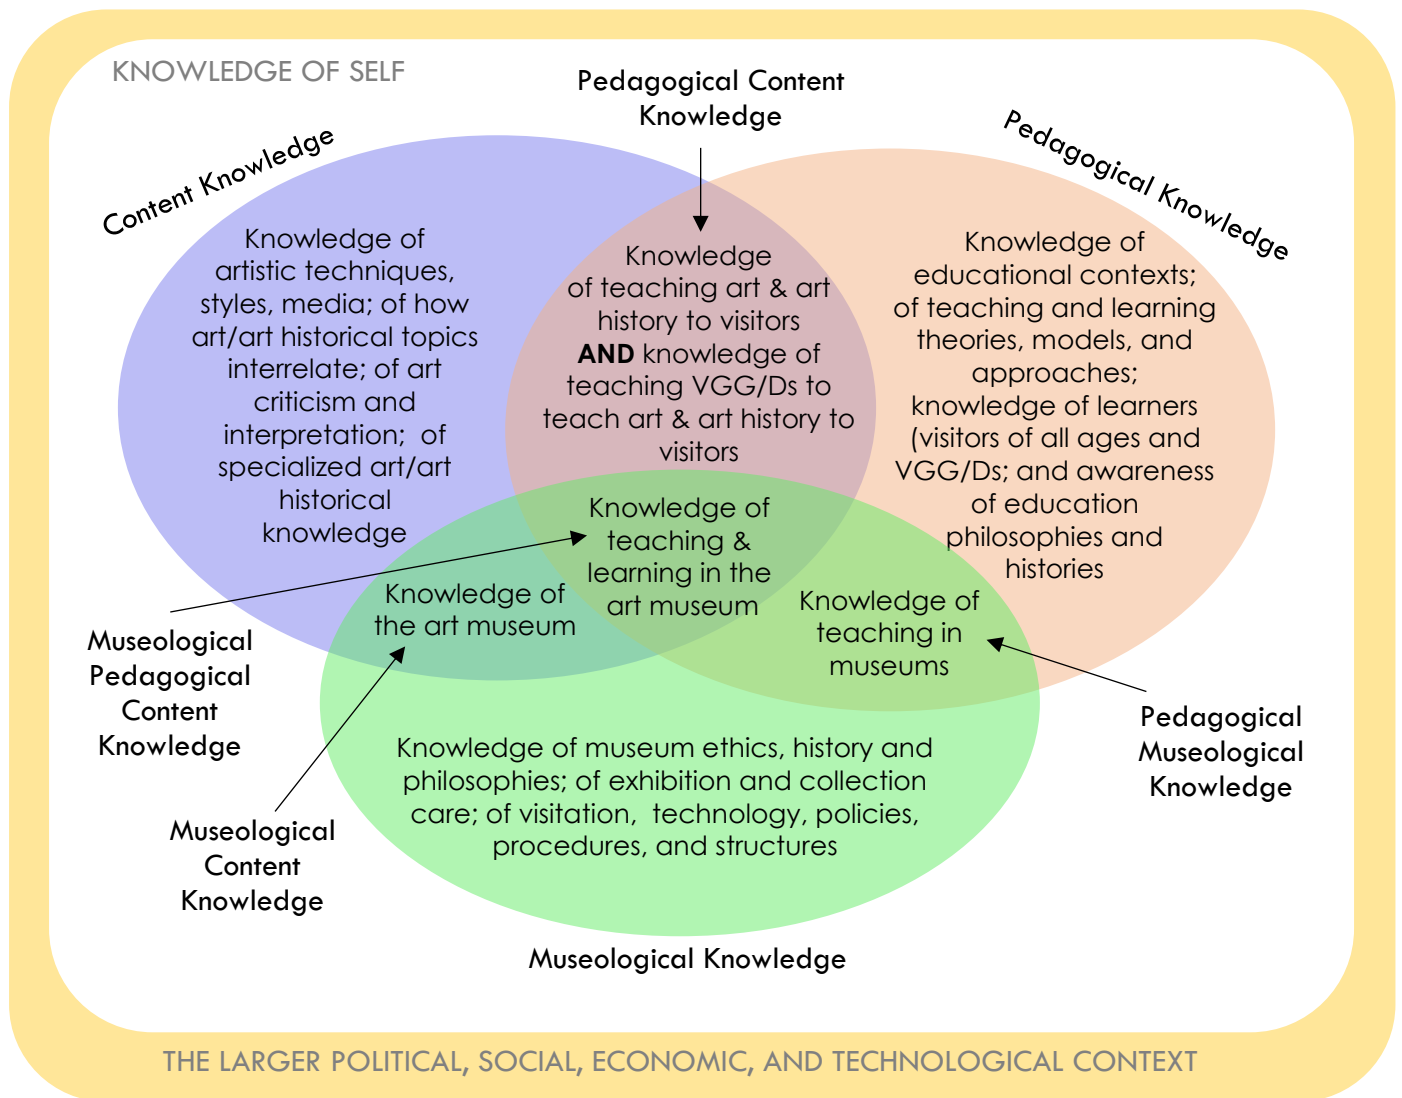 KNOWLEDGE OF SELF
Pedagogical Content
Knowledge
Content Knowledge
Pedagogical Knowledge
Knowledge of
artistic techniques,
styles, media; of how
art/art historical topics
interrelate; of art
criticism and
interpretation;  of
specialized art/art
historical
knowledge
Knowledge
of teaching art & art
history to visitors
AND knowledge of
teaching VGG/Ds to
teach art & art history to
visitors
Knowledge of
educational contexts;
of teaching and learning
theories, models, and
approaches;
knowledge of learners
(visitors of all ages and
VGG/Ds; and awareness
of education
philosophies and
histories
Knowledge of
teaching &
learning in the
art museum
Knowledge of
the art museum
Knowledge of
teaching in
museums
Museological
Pedagogical
Content
Knowledge
Pedagogical
Museological
Knowledge
Knowledge of museum ethics, history and
philosophies; of exhibition and collection
care; of visitation,  technology, policies,
procedures, and structures
Museological
Content
Knowledge
Museological Knowledge
THE LARGER POLITICAL, SOCIAL, ECONOMIC, AND TECHNOLOGICAL CONTEXT